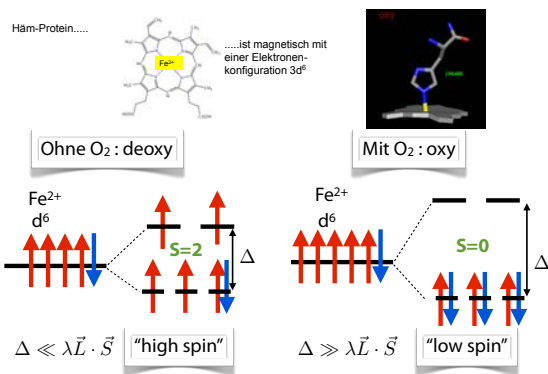 Häm-Protein.....
Fe²⁺
.....ist magnetisch mit
einer Elektronen-
konfiguration 3d⁶
oxy
Ohne O₂ : deoxy
Mit O₂ : oxy
Fe²⁺
d⁶
S=2
Δ
Fe²⁺
d⁶
S=0
Δ
Δ ≪ λL⃗ · S⃗
"high spin"
Δ ≫ λL⃗ · S⃗
"low spin"